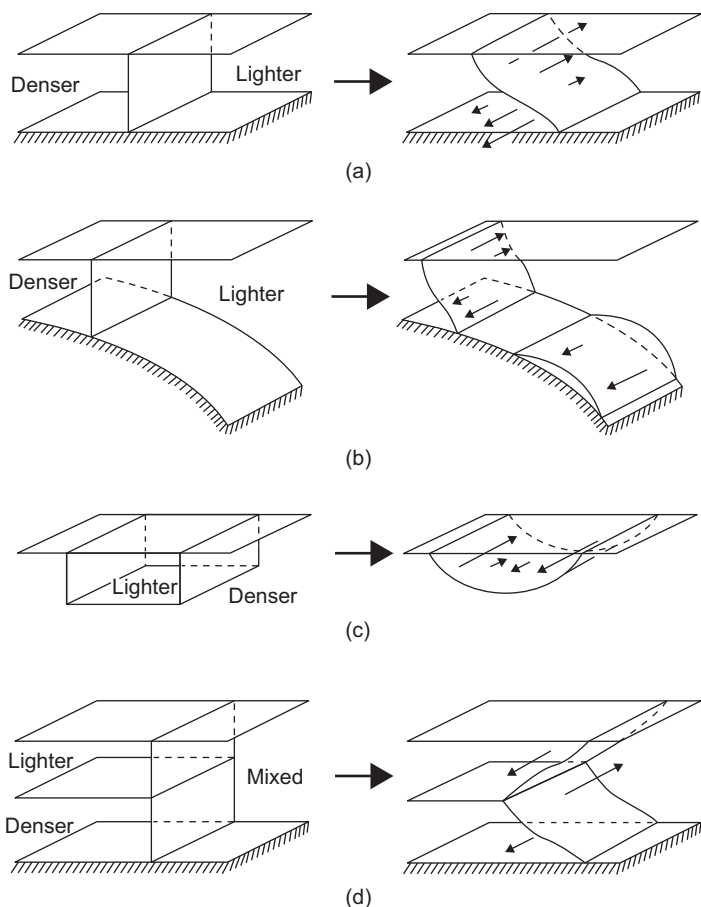 Denser Lighter
(a)
Denser Lighter
(b)
Lighter Denser
(c)
Lighter
Mixed
Denser
(d)